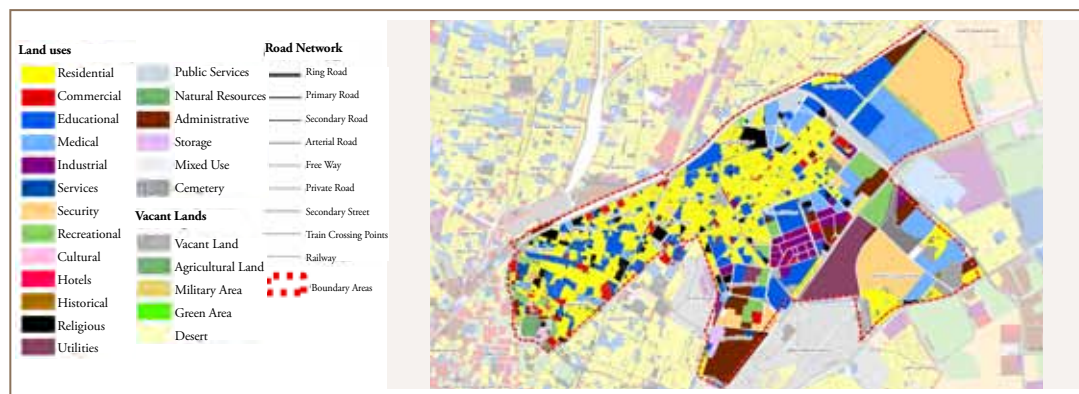 Land uses
Residential
Commercial
Educational
Medical
Industrial
Services
Security
Recreational
Cultural
Hotels
Historical
Religious
Utilities
Public Services
Natural Resources
Administrative
Storage
Mixed Use
Cemetery
Vacant Lands
Vacant Land
Agricultural Land
Military Area
Green Area
Desert
Road Network
Ring Road
Primary Road
Secondary Road
Arterial Road
Free Way
Private Road
Secondary Street
Train Crossing Points
Railway
Boundary Areas